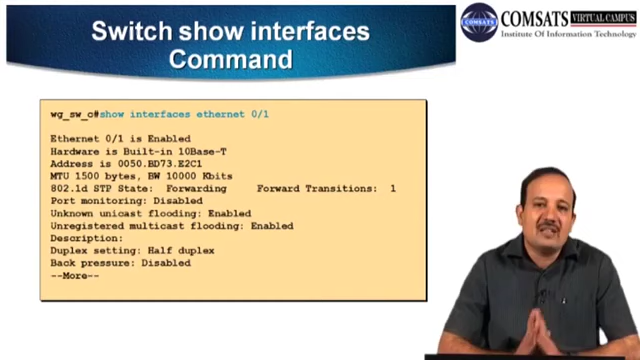 Switch show interfaces
Command
COMSATS VIRTUAL CAMPUS
Institute Of Information Technology
wg_sw_c#show interfaces ethernet 0/1
Ethernet 0/1 is Enabled
Hardware is Built-in 10Base-T
Address is 0050.BD73.E2C1
MTU 1500 bytes, BW 10000 Kbits
802.1d STP State: Forwarding Forward Transitions: 1
Port monitoring: Disabled
Unknown unicast flooding: Enabled
Unregistered multicast flooding: Enabled
Description:
Duplex setting: Half duplex
Back pressure: Disabled
--More--